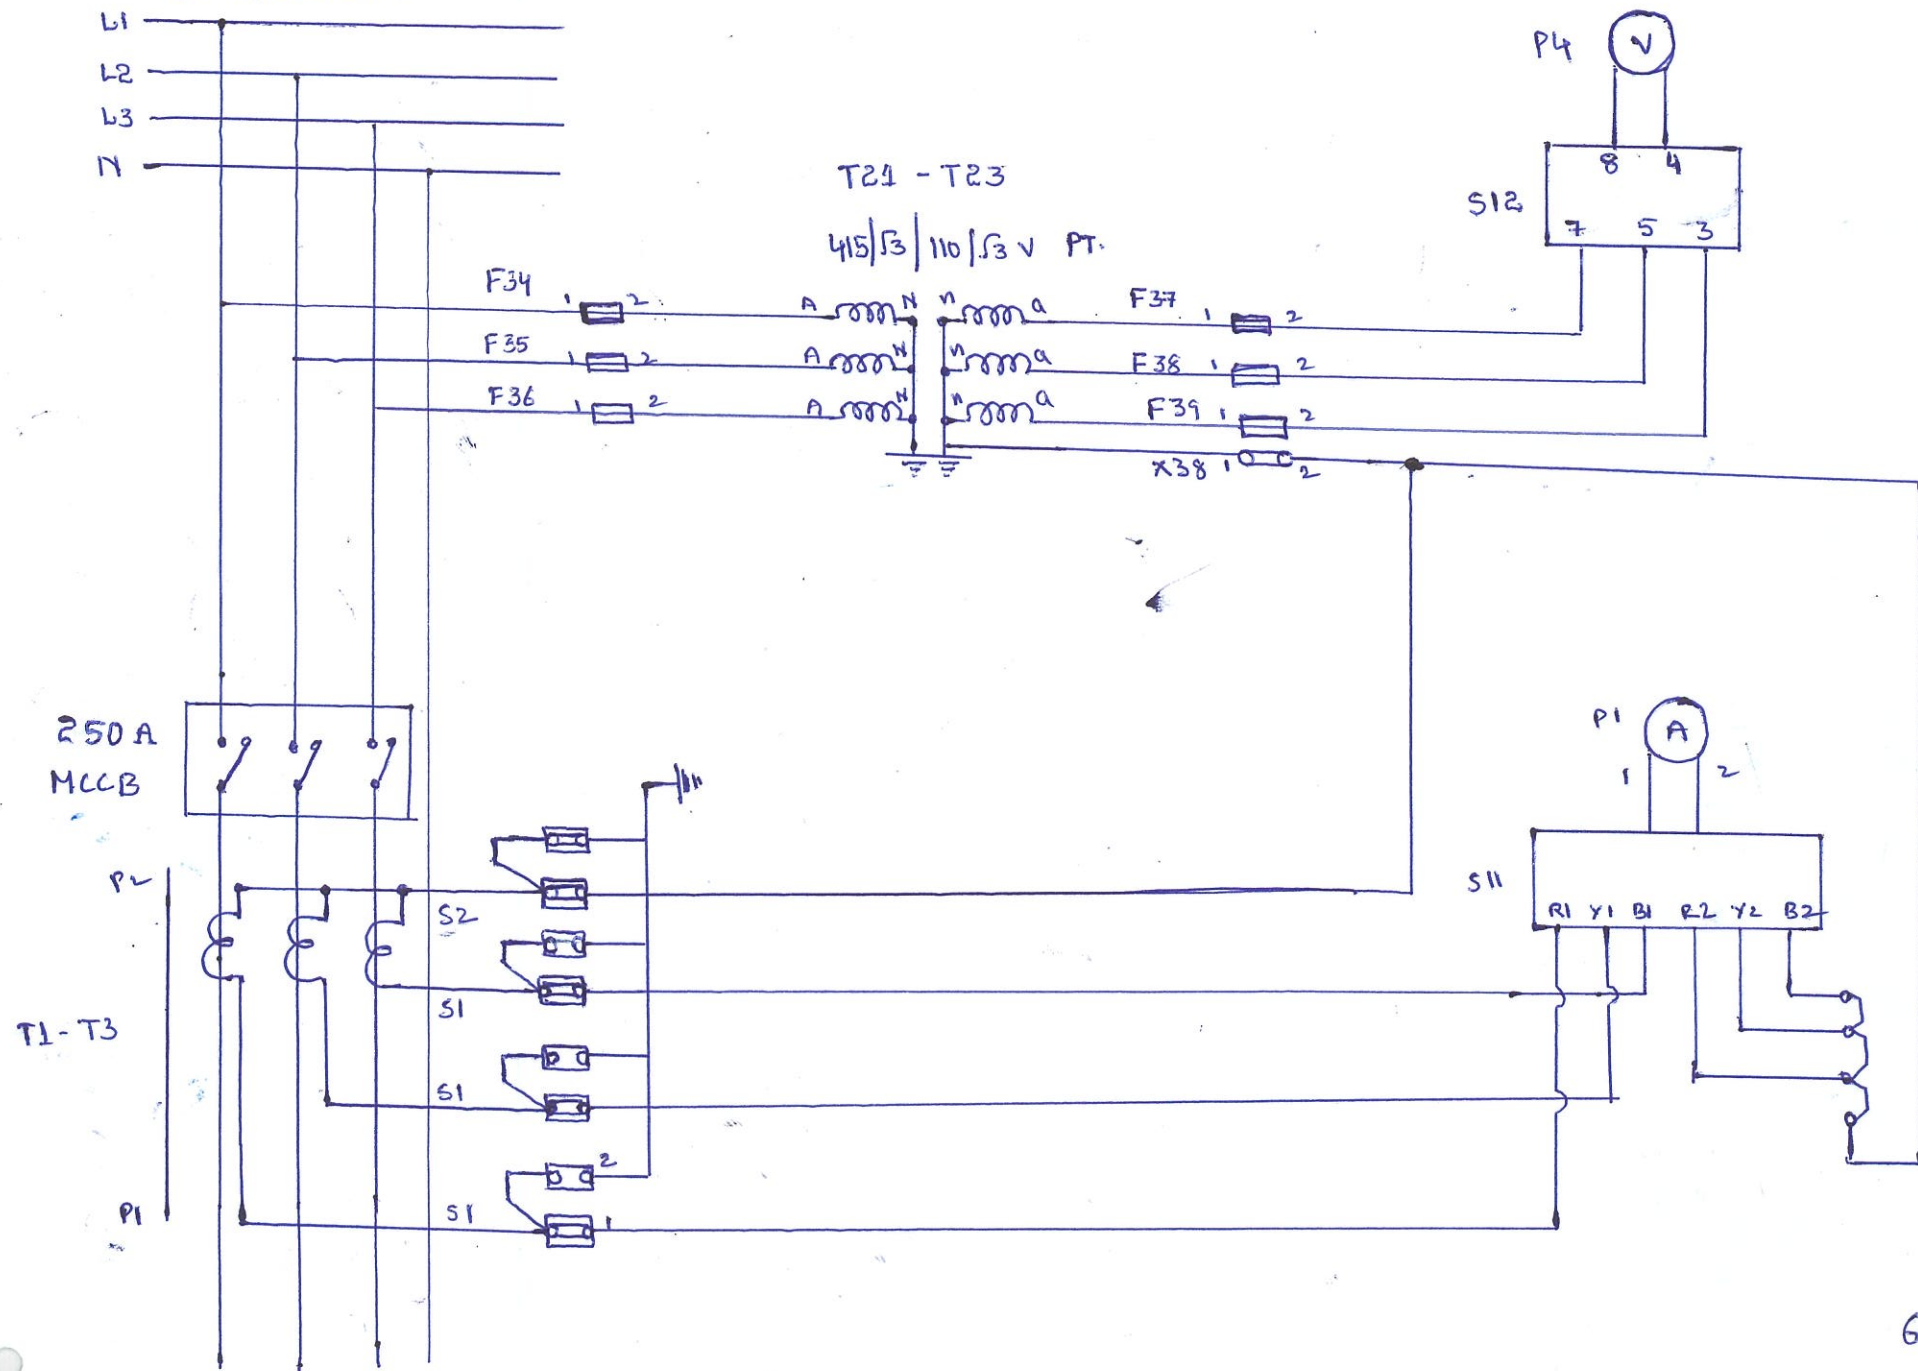 L1
L2
L3
N
P4 V
8 4
S12
7 5 3
T21 - T23
415/√3/110/√3 V PT.
F34 1 2 A N n a F37 1 2
F35 1 2 A N n a F38 1 2
F36 1 2 A N n a F39 1 2
X38 1 2
250A
MCCB
P1 A
1 2
S11
R1 Y1 B1 R2 Y2 B2
P2
S2
S1
T1-T3
S1
2
P1
S1 1
6